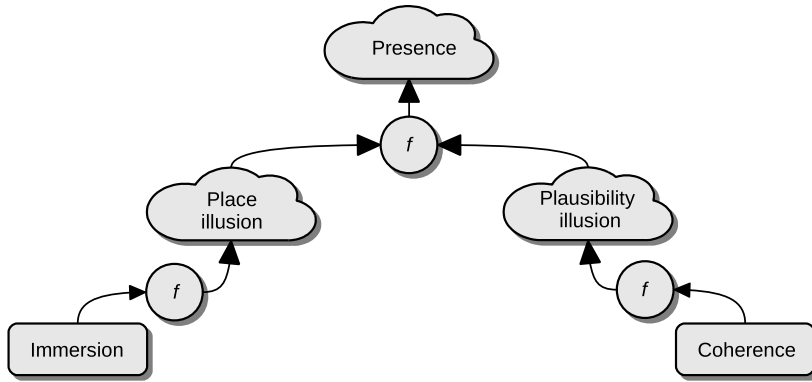 Presence
f
Place
illusion
Plausibility
illusion
f
f
Immersion
Coherence